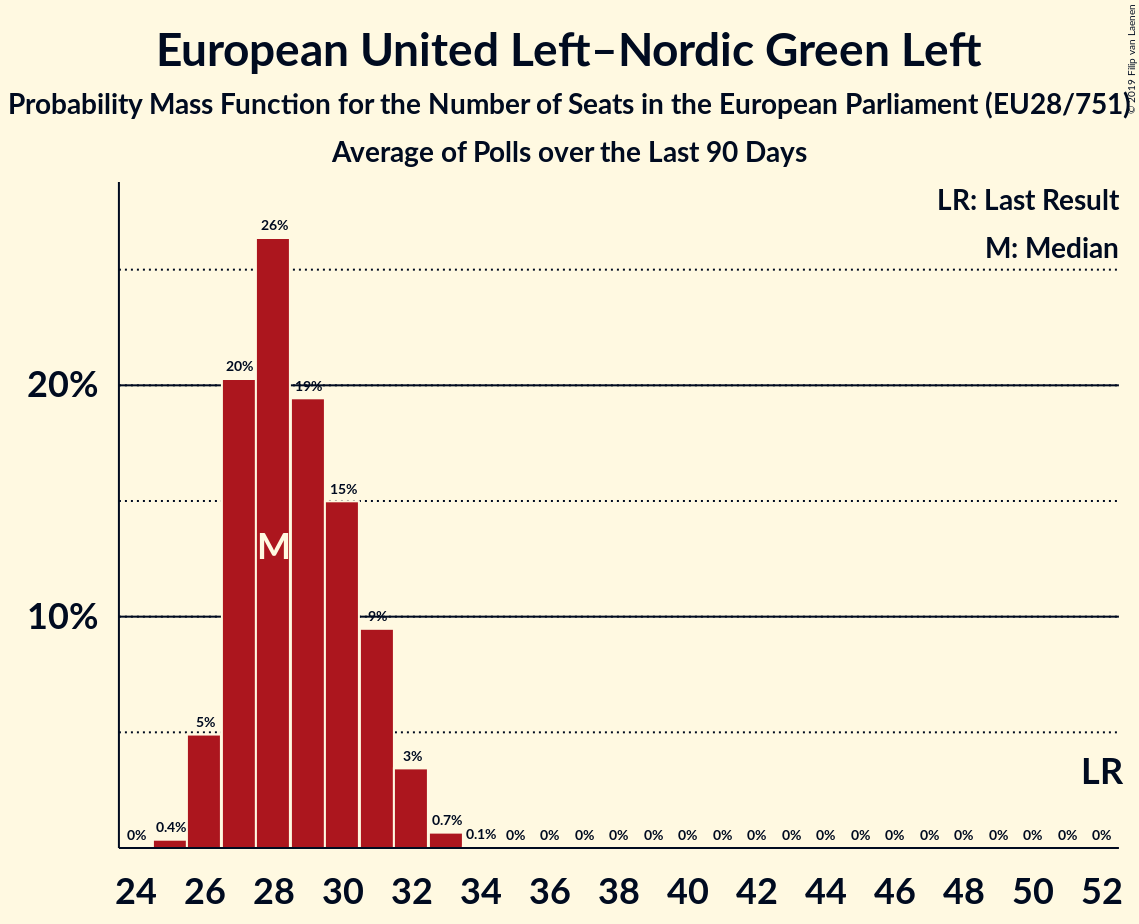 European United Left–Nordic Green Left
Probability Mass Function for the Number of Seats in the European Parliament (EU28/751)
Average of Polls over the Last 90 Days
© 2019 Filip van Laenen
LR: Last Result
M: Median
26%
20%
20%
19%
15%
M
10%
9%
5%
3%
LR
0%
0.4%
0.7%
0.1%
0% 0% 0% 0% 0% 0% 0% 0% 0% 0% 0% 0% 0% 0% 0% 0% 0% 0%
24 26 28 30 32 34 36 38 40 42 44 46 48 50 52